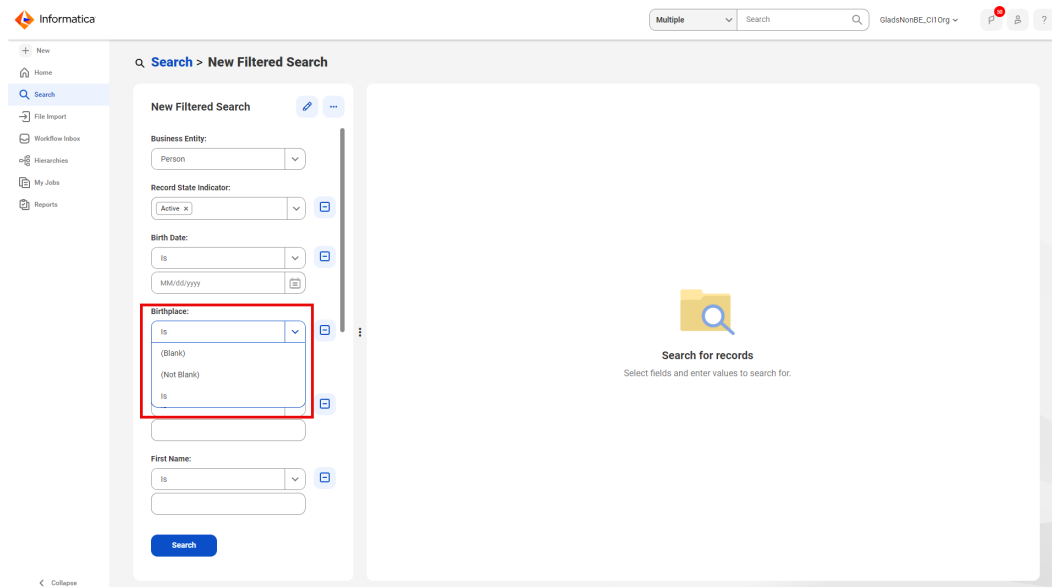 Informatica
Multiple
Search
GladsNonBE_CI1Org
?
New
Home
Search
File Import
Workflow Inbox
Hierarchies
My Jobs
Reports
Collapse
Search > New Filtered Search
New Filtered Search
Business Entity:
Person
Record State Indicator:
Active ×
Birth Date:
Is
MM/dd/yyyy
Birthplace:
Is
(Blank)
(Not Blank)
Is
First Name:
Is
Search
Search for records
Select fields and enter values to search for.